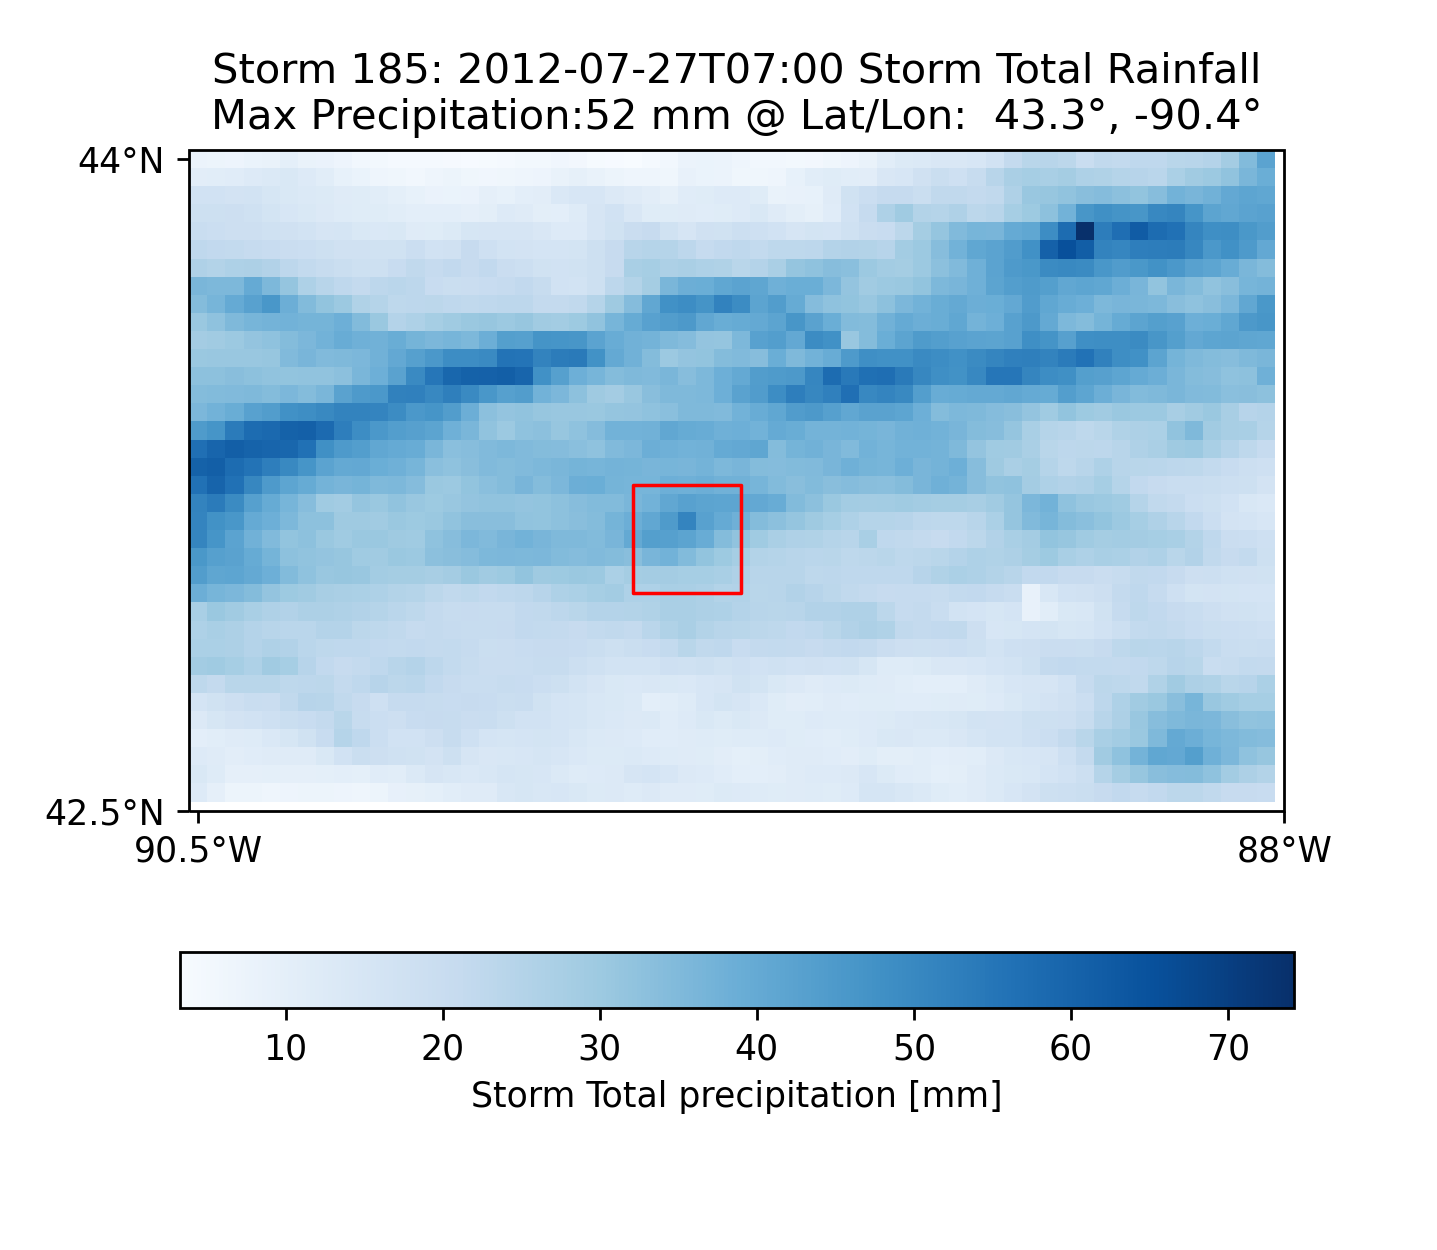 Storm 185: 2012-07-27T07:00 Storm Total Rainfall
Max Precipitation:52 mm @ Lat/Lon:  43.3°, -90.4°
44°N
42.5°N
90.5°W 88°W
10 20 30 40 50 60 70
Storm Total precipitation [mm]